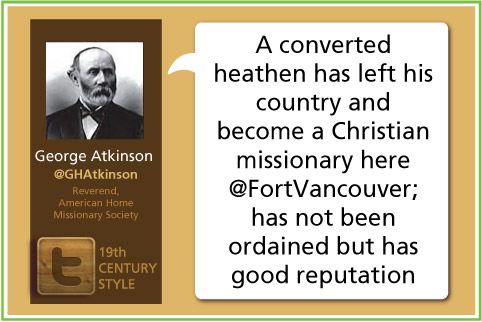 George Atkinson
@GHAtkinson
Reverend,
American Home
Missionary Society
t
19th
CENTURY
STYLE
A converted
heathen has left his
country and
become a Christian
missionary here
@FortVancouver;
has not been
ordained but has
good reputation